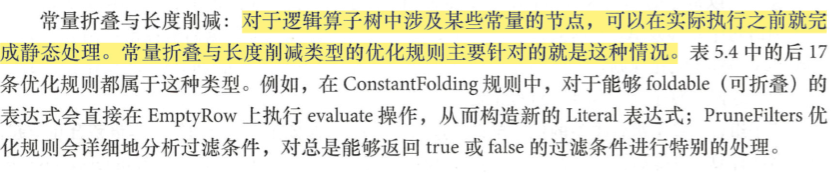 常量折叠与长度削减：对于逻辑算子树中涉及某些常量的节点，可以在实际执行之前就完
成静态处理。常量折叠与长度削减类型的优化规则主要针对的就是这种情况。表 5.4 中的后 17
条优化规则都属于这种类型。例如，在 ConstantFolding 规则中，对于能够 foldable（可折叠）的
表达式会直接在 EmptyRow 上执行 evaluate 操作，从而构造新的 Literal 表达式；PruneFilters 优
化规则会详细地分析过滤条件，对总是能够返回 true 或 false 的过滤条件进行特别的处理。